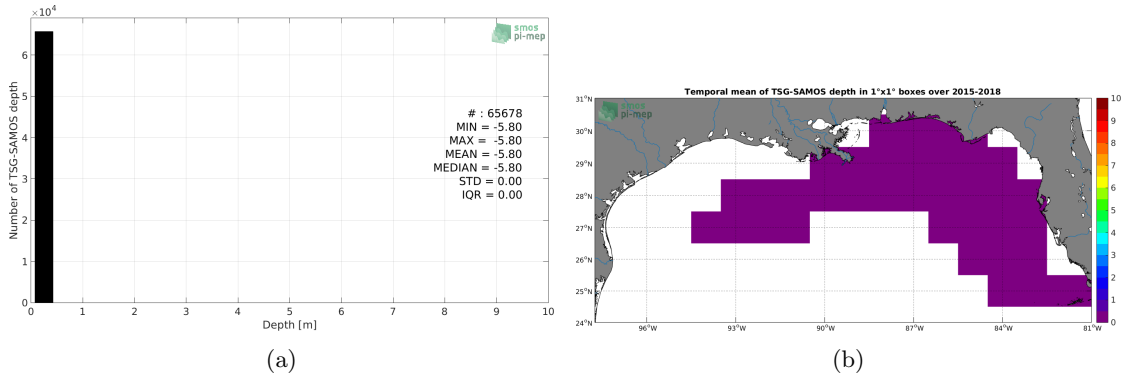 ×10⁴
smos
pi-mep
6
5
4
3
2
1
0
Number of TSG-SAMOS depth
# : 65678
MIN = -5.80
MAX = -5.80
MEAN = -5.80
MEDIAN = -5.80
STD = 0.00
IQR = 0.00
0 1 2 3 4 5 6 7 8 9 10
Depth [m]
(a)
Temporal mean of TSG-SAMOS depth in 1°x1° boxes over 2015-2018
smos
pi-mep
31°N
30°N
29°N
28°N
27°N
26°N
25°N
24°N
96°W 93°W 90°W 87°W 84°W 81°W
10
9
8
7
6
5
4
3
2
1
0
(b)